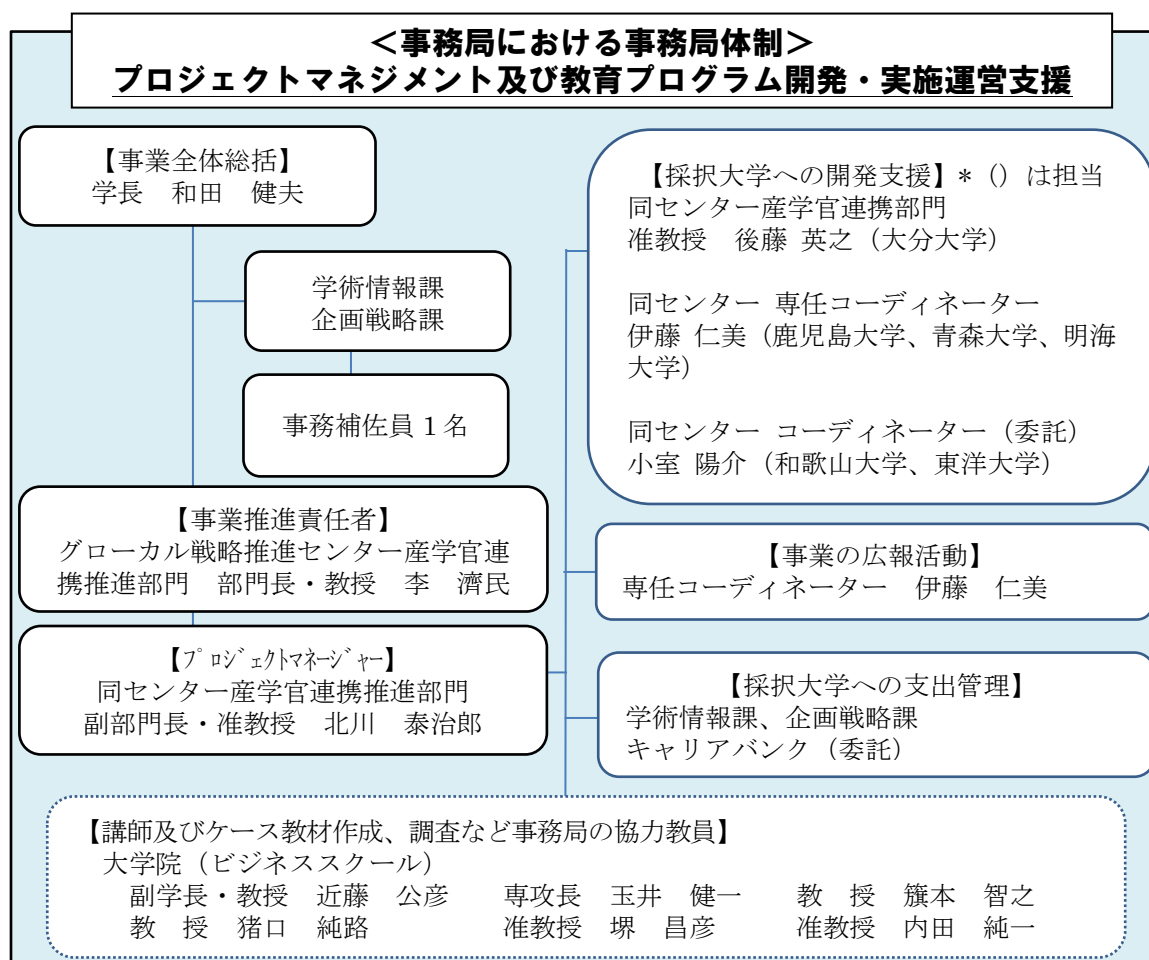 ＜事務局における事務局体制＞
プロジェクトマネジメント及び教育プログラム開発・実施運営支援
【事業全体総括】
学長　和田　健夫
学術情報課
企画戦略課
事務補佐員１名
【事業推進責任者】
グローカル戦略推進センター産学官連
携推進部門　部門長・教授　李　濟民
【ﾌﾟﾛｼﾞｪｸﾄﾏﾈｰｼﾞｬｰ】
同センター産学官連携推進部門
副部門長・准教授　北川　泰治郎
【採択大学への開発支援】＊（）は担当
同センター産学官連携部門
准教授　後藤 英之（大分大学）
同センター 専任コーディネーター
伊藤 仁美（鹿児島大学、青森大学、明海
大学）
同センター コーディネーター（委託）
小室 陽介（和歌山大学、東洋大学）
【事業の広報活動】
専任コーディネーター　伊藤　仁美
【採択大学への支出管理】
学術情報課、企画戦略課
キャリアバンク（委託）
【講師及びケース教材作成、調査など事務局の協力教員】
大学院（ビジネススクール）
副学長・教授　近藤　公彦　　専攻長　玉井　健一　　教　授　籏本　智之
教　授　猪口　純路　　准教授　堺　昌彦　　准教授　内田　純一